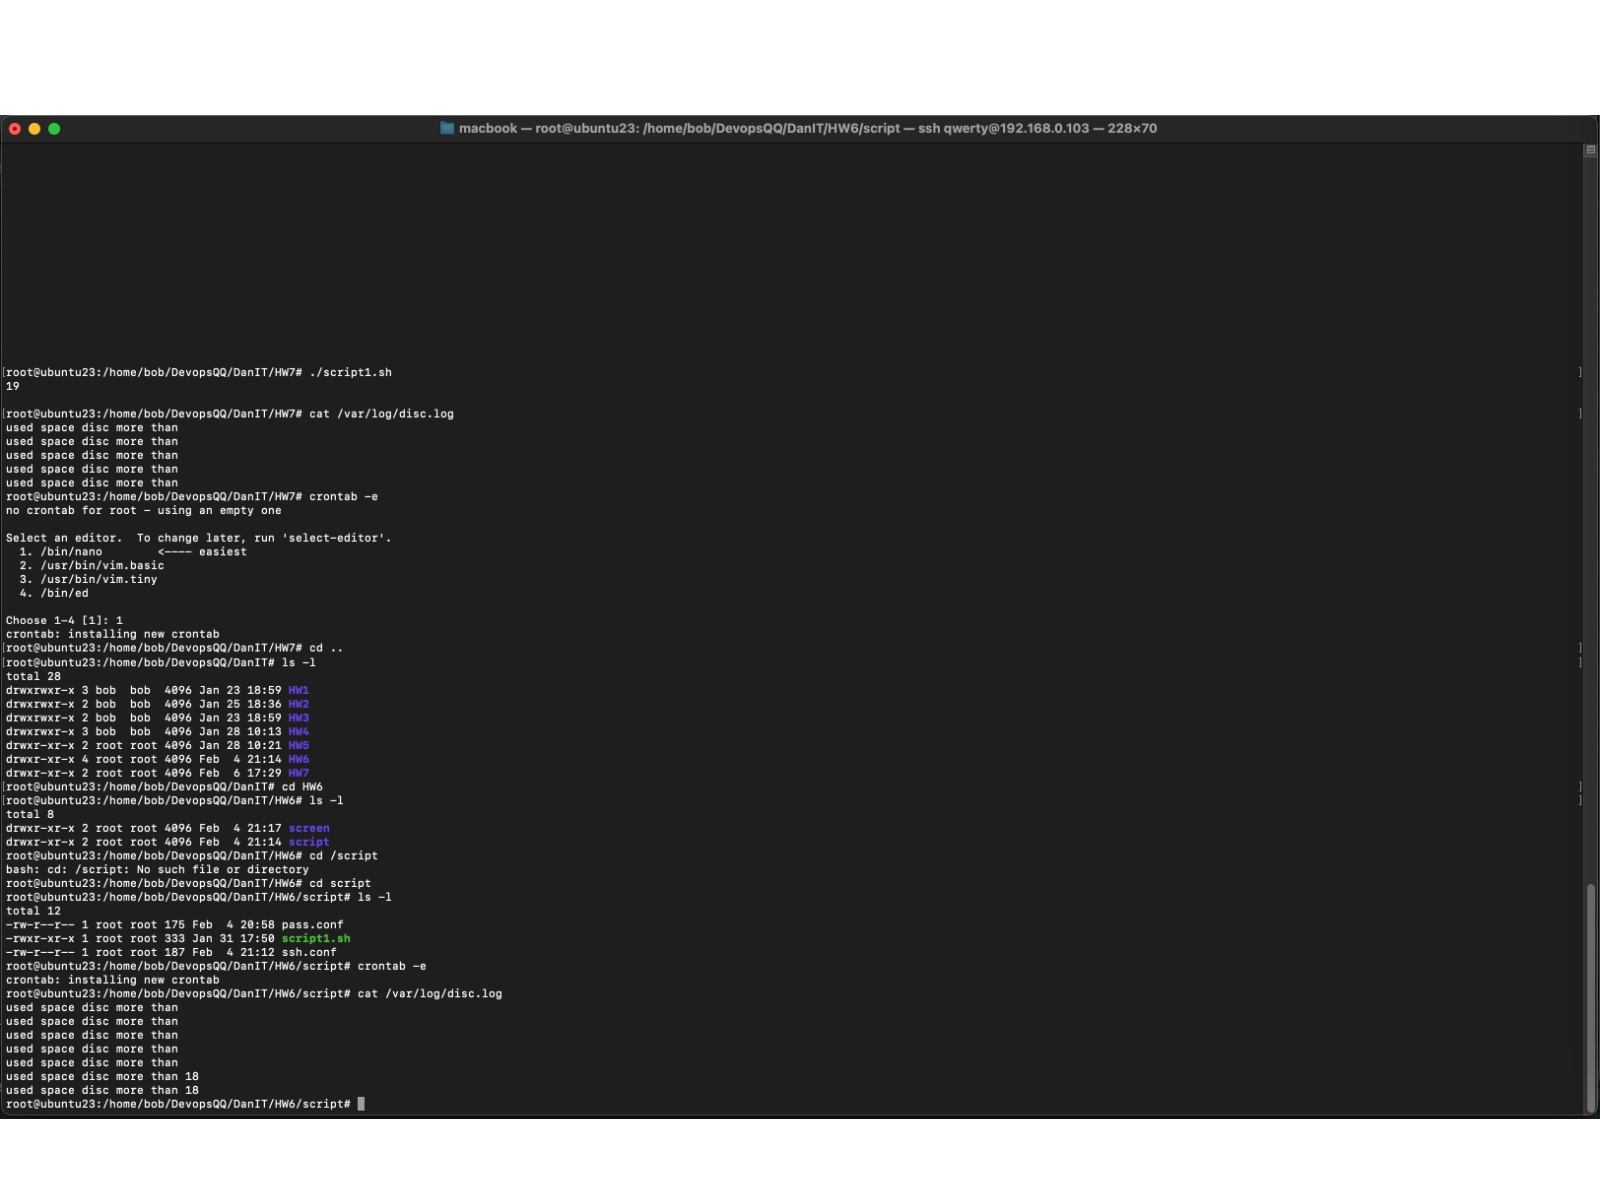 macbook — root@ubuntu23: /home/bob/DevopsQQ/DanIT/HW6/script — ssh qwerty@192.168.0.103 — 228×70
[root@ubuntu23:/home/bob/DevopsQQ/DanIT/HW7# ./script1.sh ]
19
[root@ubuntu23:/home/bob/DevopsQQ/DanIT/HW7# cat /var/log/disc.log ]
used space disc more than
used space disc more than
used space disc more than
used space disc more than
used space disc more than
root@ubuntu23:/home/bob/DevopsQQ/DanIT/HW7# crontab -e
no crontab for root - using an empty one
Select an editor.  To change later, run 'select-editor'.
  1. /bin/nano        <---- easiest
  2. /usr/bin/vim.basic
  3. /usr/bin/vim.tiny
  4. /bin/ed
Choose 1-4 [1]: 1
crontab: installing new crontab
[root@ubuntu23:/home/bob/DevopsQQ/DanIT/HW7# cd .. ]
[root@ubuntu23:/home/bob/DevopsQQ/DanIT# ls -l ]
total 28
drwxrwxr-x 3 bob  bob  4096 Jan 23 18:59 HW1
drwxrwxr-x 2 bob  bob  4096 Jan 25 18:36 HW2
drwxrwxr-x 2 bob  bob  4096 Jan 23 18:59 HW3
drwxrwxr-x 3 bob  bob  4096 Jan 28 10:13 HW4
drwxr-xr-x 2 root root 4096 Jan 28 10:21 HW5
drwxr-xr-x 4 root root 4096 Feb  4 21:14 HW6
drwxr-xr-x 2 root root 4096 Feb  6 17:29 HW7
[root@ubuntu23:/home/bob/DevopsQQ/DanIT# cd HW6 ]
[root@ubuntu23:/home/bob/DevopsQQ/DanIT/HW6# ls -l ]
total 8
drwxr-xr-x 2 root root 4096 Feb  4 21:17 screen
drwxr-xr-x 2 root root 4096 Feb  4 21:14 script
root@ubuntu23:/home/bob/DevopsQQ/DanIT/HW6# cd /script
bash: cd: /script: No such file or directory
root@ubuntu23:/home/bob/DevopsQQ/DanIT/HW6# cd script
root@ubuntu23:/home/bob/DevopsQQ/DanIT/HW6/script# ls -l
total 12
-rw-r--r-- 1 root root 175 Feb  4 20:58 pass.conf
-rwxr-xr-x 1 root root 333 Jan 31 17:50 script1.sh
-rw-r--r-- 1 root root 187 Feb  4 21:12 ssh.conf
root@ubuntu23:/home/bob/DevopsQQ/DanIT/HW6/script# crontab -e
crontab: installing new crontab
root@ubuntu23:/home/bob/DevopsQQ/DanIT/HW6/script# cat /var/log/disc.log
used space disc more than
used space disc more than
used space disc more than
used space disc more than
used space disc more than
used space disc more than 18
used space disc more than 18
root@ubuntu23:/home/bob/DevopsQQ/DanIT/HW6/script#